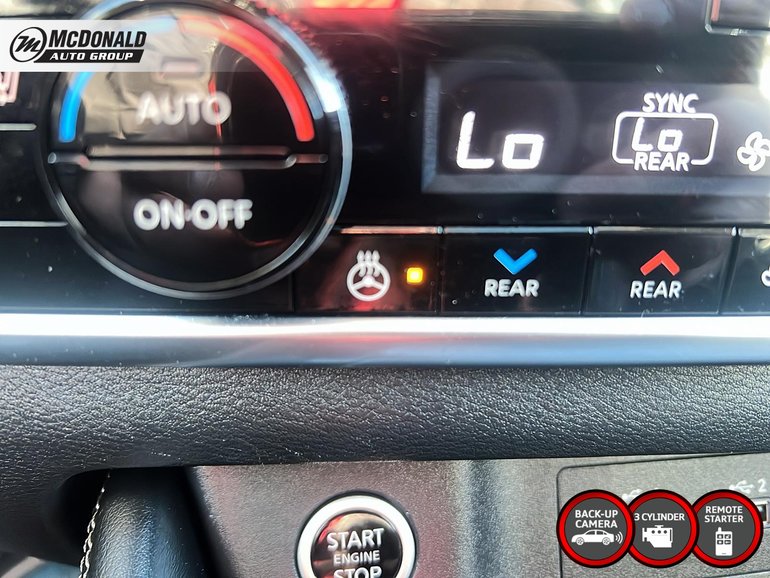 McDONALD
AUTO GROUP
AUTO
ON·OFF
Lo
SYNC
Lo
REAR
REAR
REAR
START
ENGINE
STOP
2
BACK-UP
CAMERA
3 CYLINDER
REMOTE
STARTER